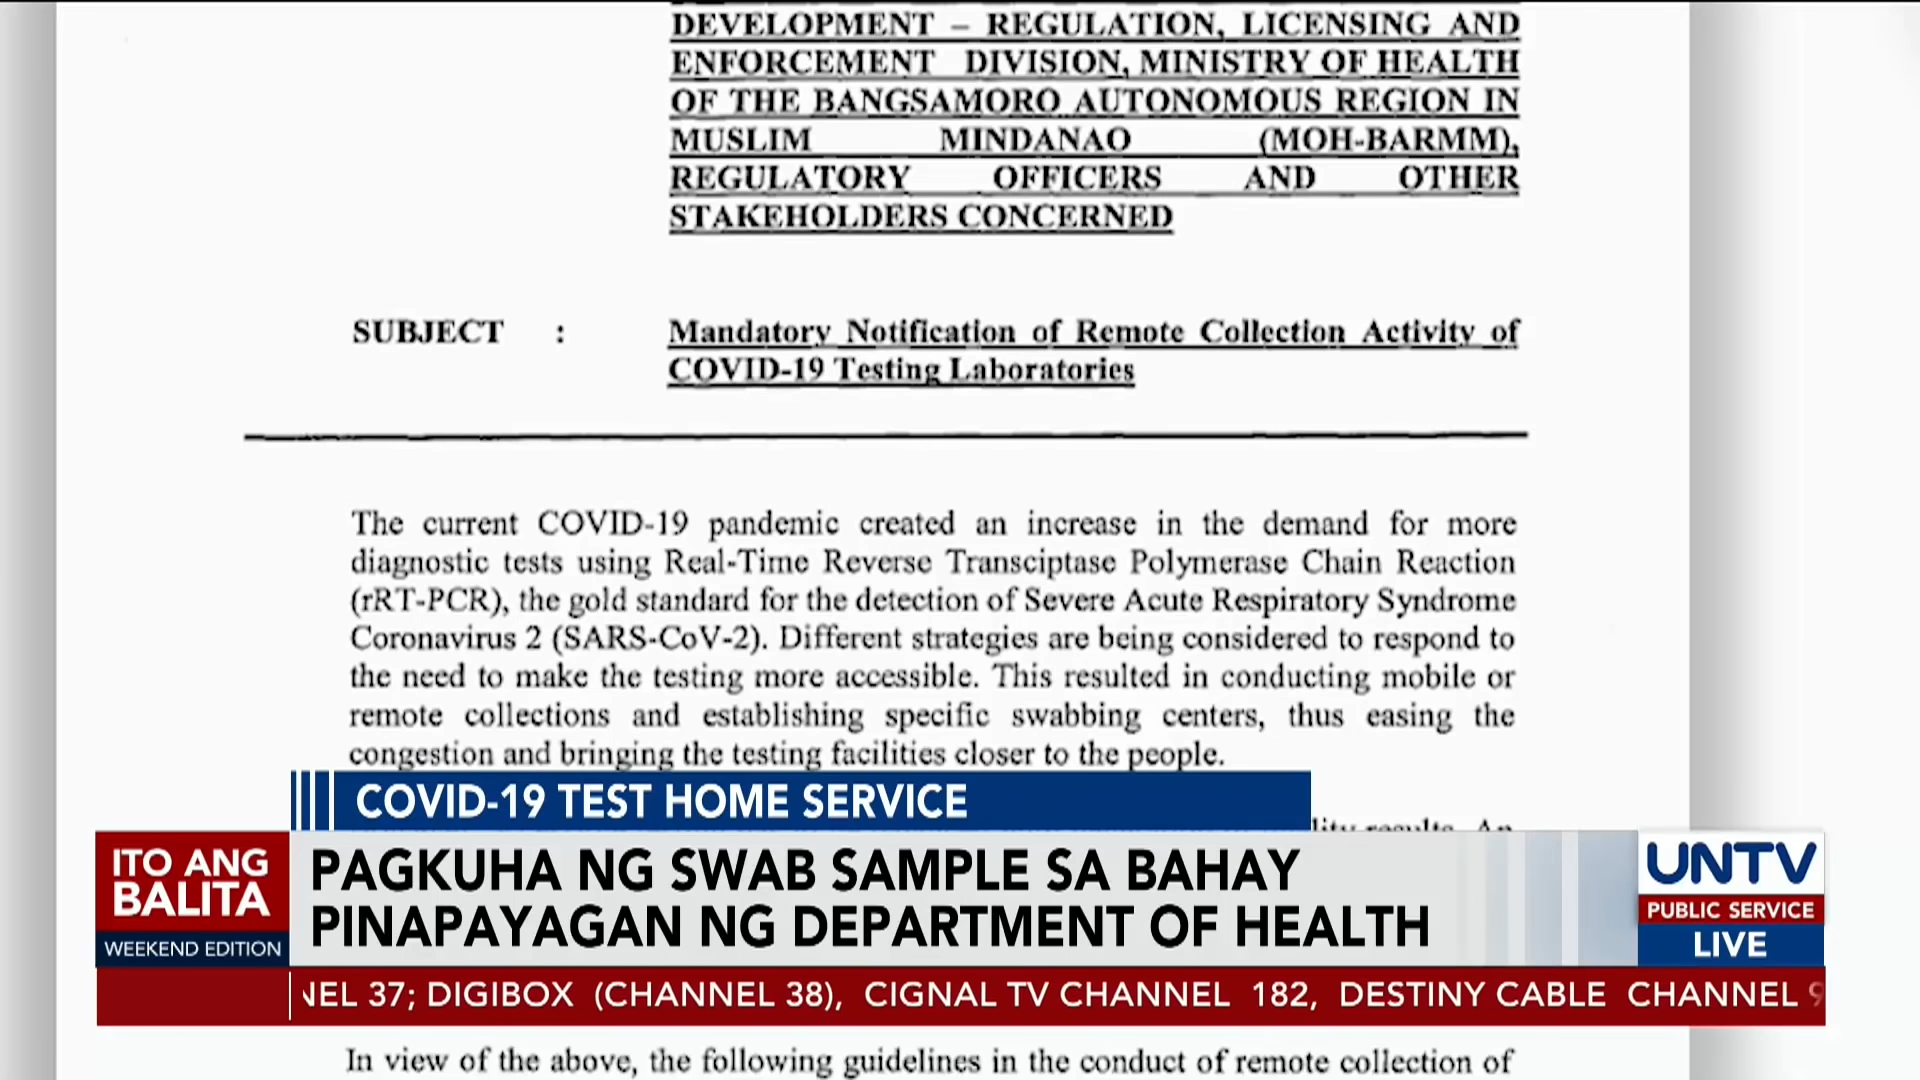 DEVELOPMENT – REGULATION, LICENSING AND
ENFORCEMENT DIVISION, MINISTRY OF HEALTH
OF THE BANGSAMORO AUTONOMOUS REGION IN
MUSLIM MINDANAO (MOH-BARMM),
REGULATORY OFFICERS AND OTHER
STAKEHOLDERS CONCERNED
SUBJECT : Mandatory Notification of Remote Collection Activity of
COVID-19 Testing Laboratories
The current COVID-19 pandemic created an increase in the demand for more
diagnostic tests using Real-Time Reverse Transciptase Polymerase Chain Reaction
(rRT-PCR), the gold standard for the detection of Severe Acute Respiratory Syndrome
Coronavirus 2 (SARS-CoV-2). Different strategies are being considered to respond to
the need to make the testing more accessible. This resulted in conducting mobile or
remote collections and establishing specific swabbing centers, thus easing the
congestion and bringing the testing facilities closer to the people.
results. An
COVID-19 TEST HOME SERVICE
ITO ANG
BALITA
WEEKEND EDITION
PAGKUHA NG SWAB SAMPLE SA BAHAY
PINAPAYAGAN NG DEPARTMENT OF HEALTH
UNTV
PUBLIC SERVICE
LIVE
NEL 37; DIGIBOX (CHANNEL 38), CIGNAL TV CHANNEL 182, DESTINY CABLE CHANNEL 9
In view of the above, the following guidelines in the conduct of remote collection of